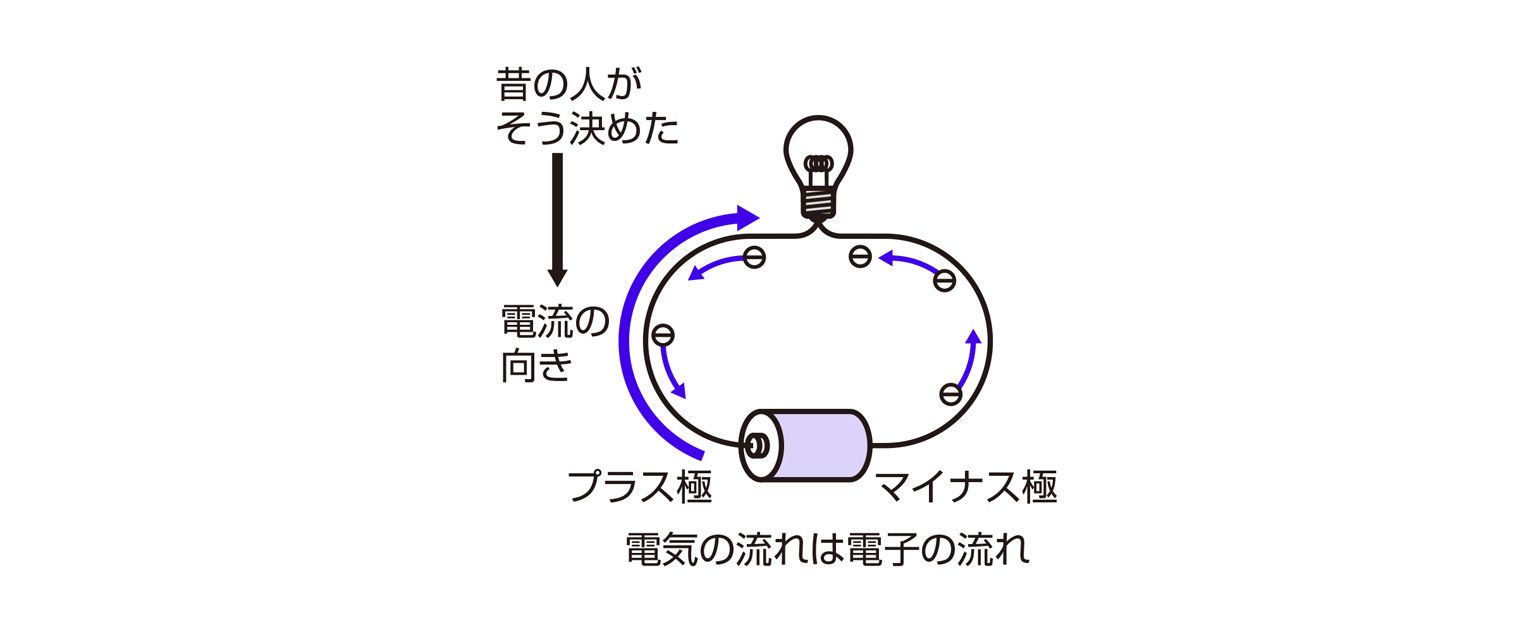 昔の人が
そう決めた
電流の
向き
プラス極
マイナス極
電気の流れは電子の流れ